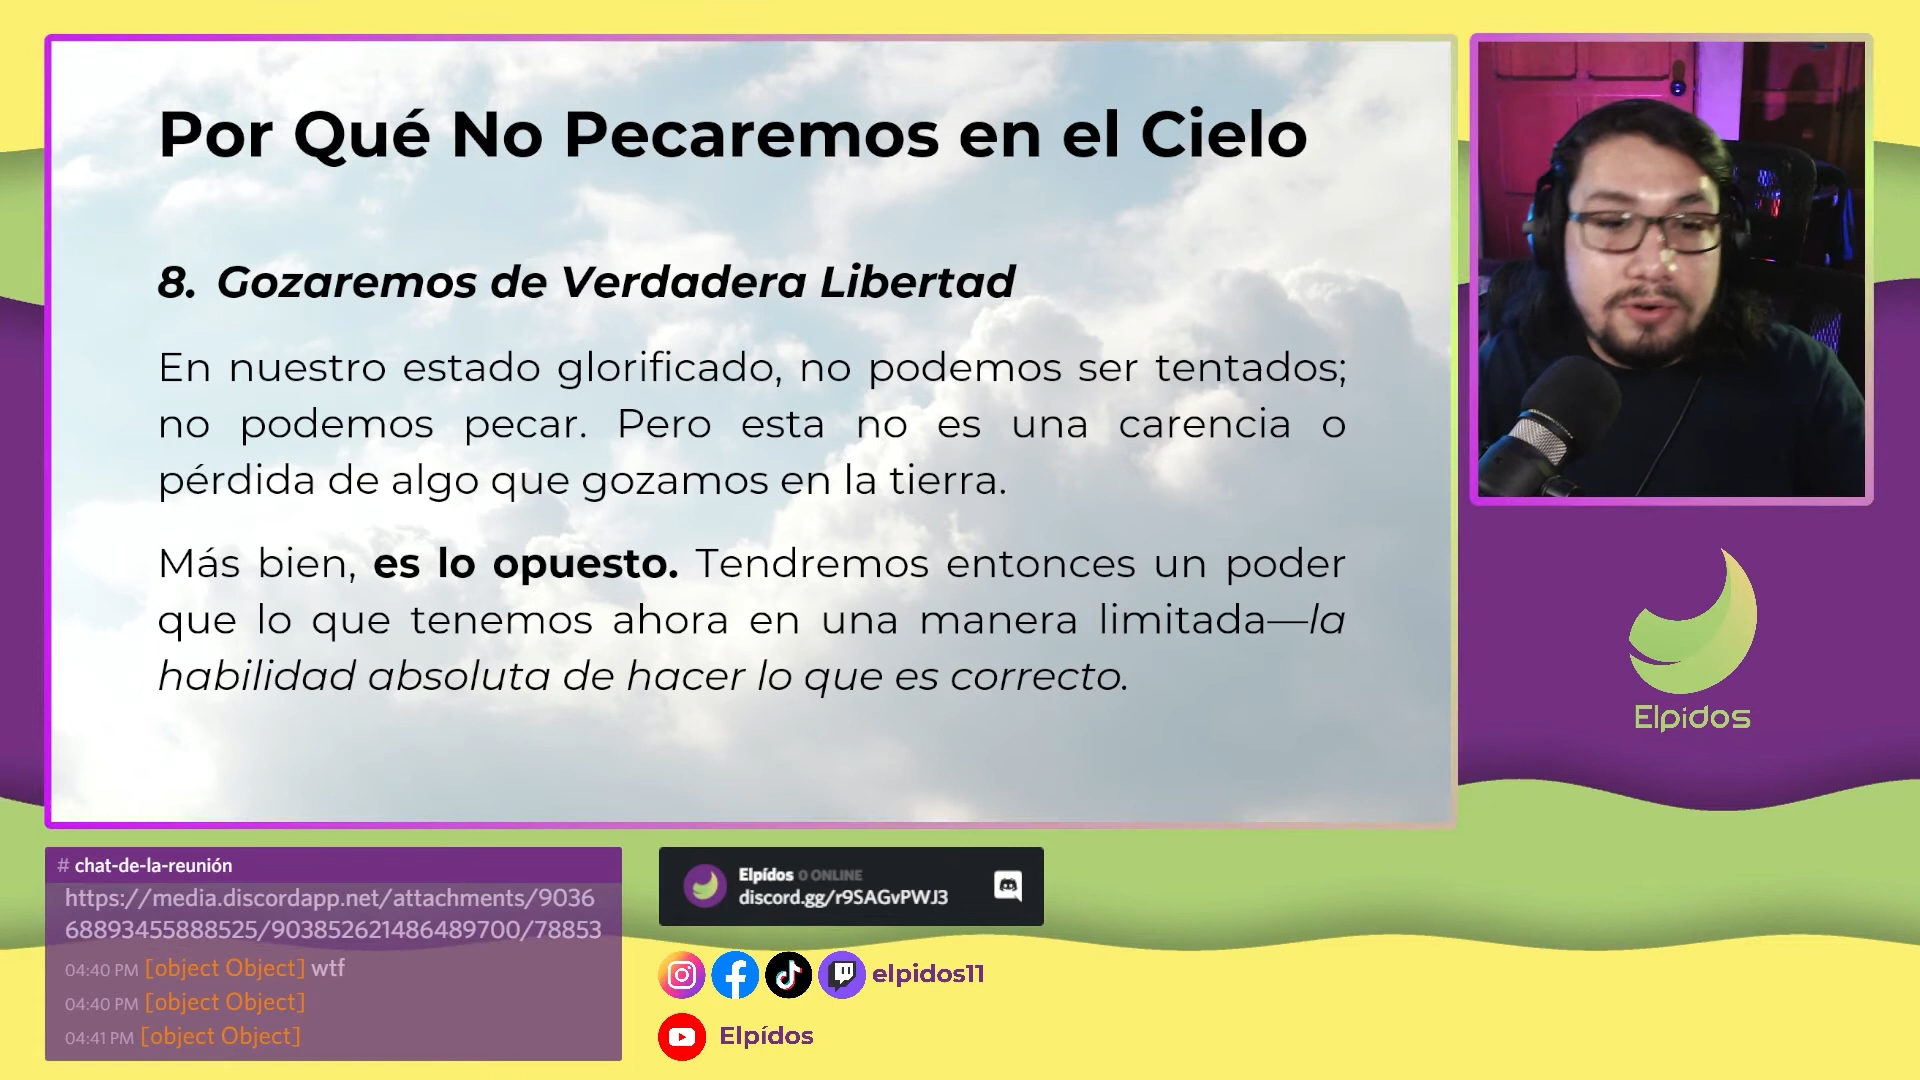 Por Qué No Pecaremos en el Cielo
8. Gozaremos de Verdadera Libertad
En nuestro estado glorificado, no podemos ser tentados;
no podemos pecar. Pero esta no es una carencia o
pérdida de algo que gozamos en la tierra.
Más bien, es lo opuesto. Tendremos entonces un poder
que lo que tenemos ahora en una manera limitada—la
habilidad absoluta de hacer lo que es correcto.
Elpidos
# chat-de-la-reunión
https://media.discordapp.net/attachments/9036
68893455888525/903852621486489700/78853
04:40 PM [object Object] wtf
04:40 PM [object Object]
04:41 PM [object Object]
Elpídos 0 ONLINE
discord.gg/r9SAGvPWJ3
elpidos11
Elpídos